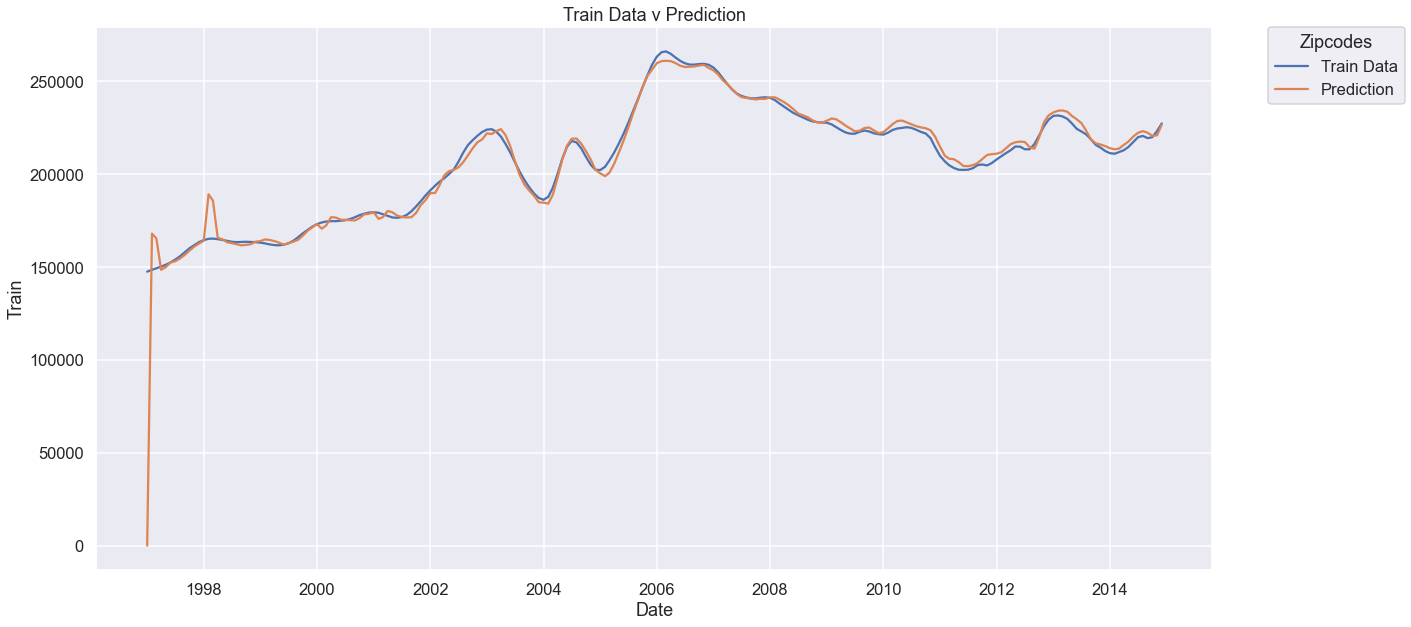 Train Data v Prediction
Zipcodes
Train Data
Prediction
250000
200000
150000
100000
50000
0
Train
1998 2000 2002 2004 2006 2008 2010 2012 2014
Date